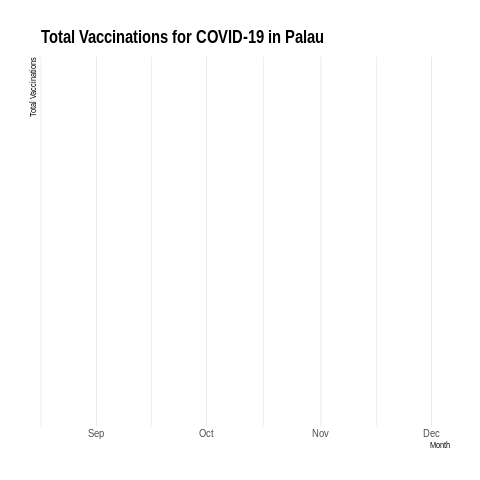 Total Vaccinations for COVID-19 in Palau
Total Vaccinations
Sep Oct Nov Dec
Month